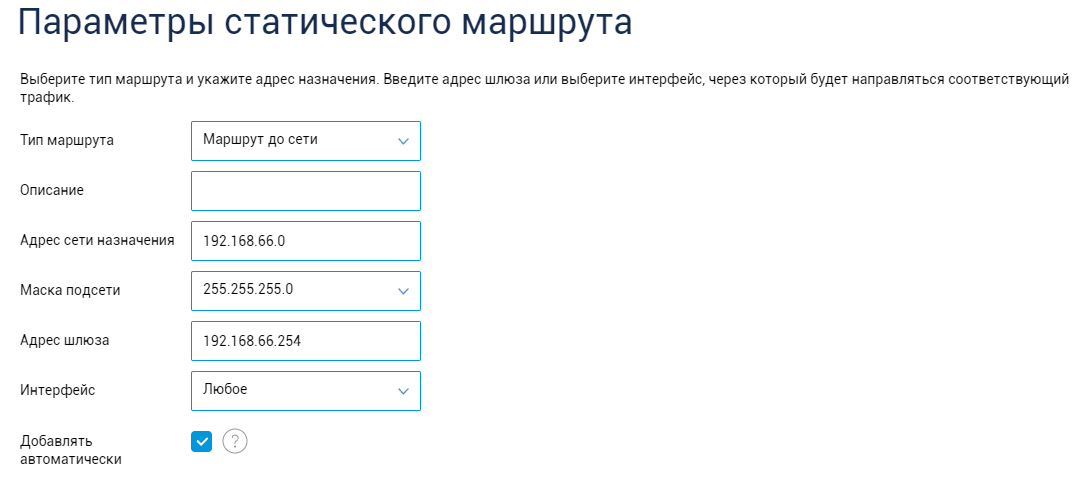 Параметры статического маршрута
Выберите тип маршрута и укажите адрес назначения. Введите адрес шлюза или выберите интерфейс, через который будет направляться соответствующий
трафик.
Тип маршрута Маршрут до сети
Описание
Адрес сети назначения 192.168.66.0
Маска подсети 255.255.255.0
Адрес шлюза 192.168.66.254
Интерфейс Любое
Добавлять
автоматически ?